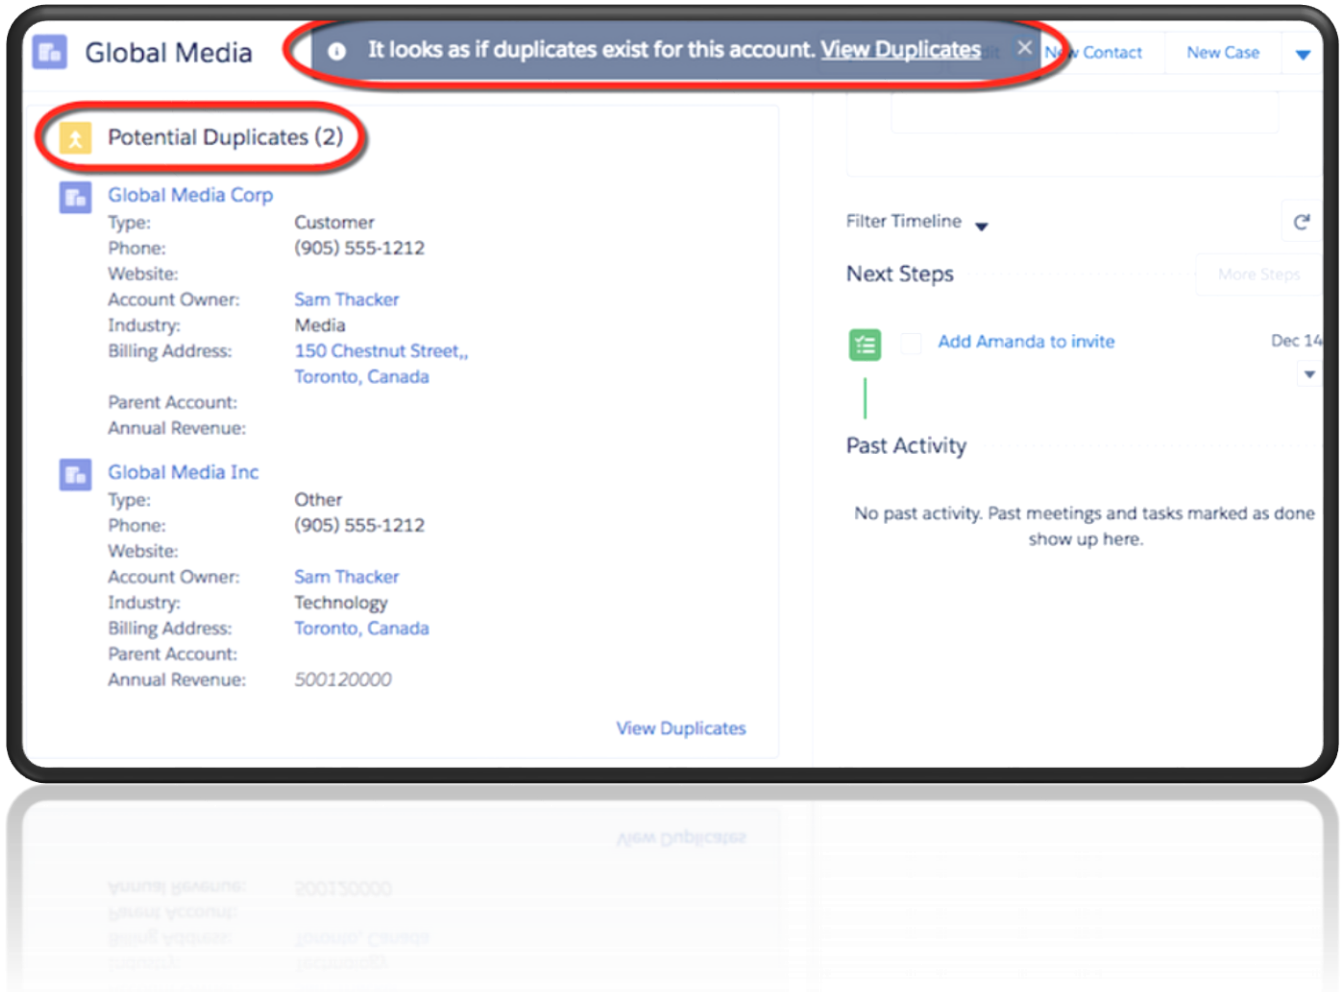 Global Media
It looks as if duplicates exist for this account. View Duplicates
New Contact
New Case
Potential Duplicates (2)
Global Media Corp
Type: Customer
Phone: (905) 555-1212
Website:
Account Owner: Sam Thacker
Industry: Media
Billing Address: 150 Chestnut Street,,
Toronto, Canada
Parent Account:
Annual Revenue:
Global Media Inc
Type: Other
Phone: (905) 555-1212
Website:
Account Owner: Sam Thacker
Industry: Technology
Billing Address: Toronto, Canada
Parent Account:
Annual Revenue: 500120000
View Duplicates
Filter Timeline
Next Steps
More Steps
Add Amanda to invite
Dec 14
Past Activity
No past activity. Past meetings and tasks marked as done
show up here.